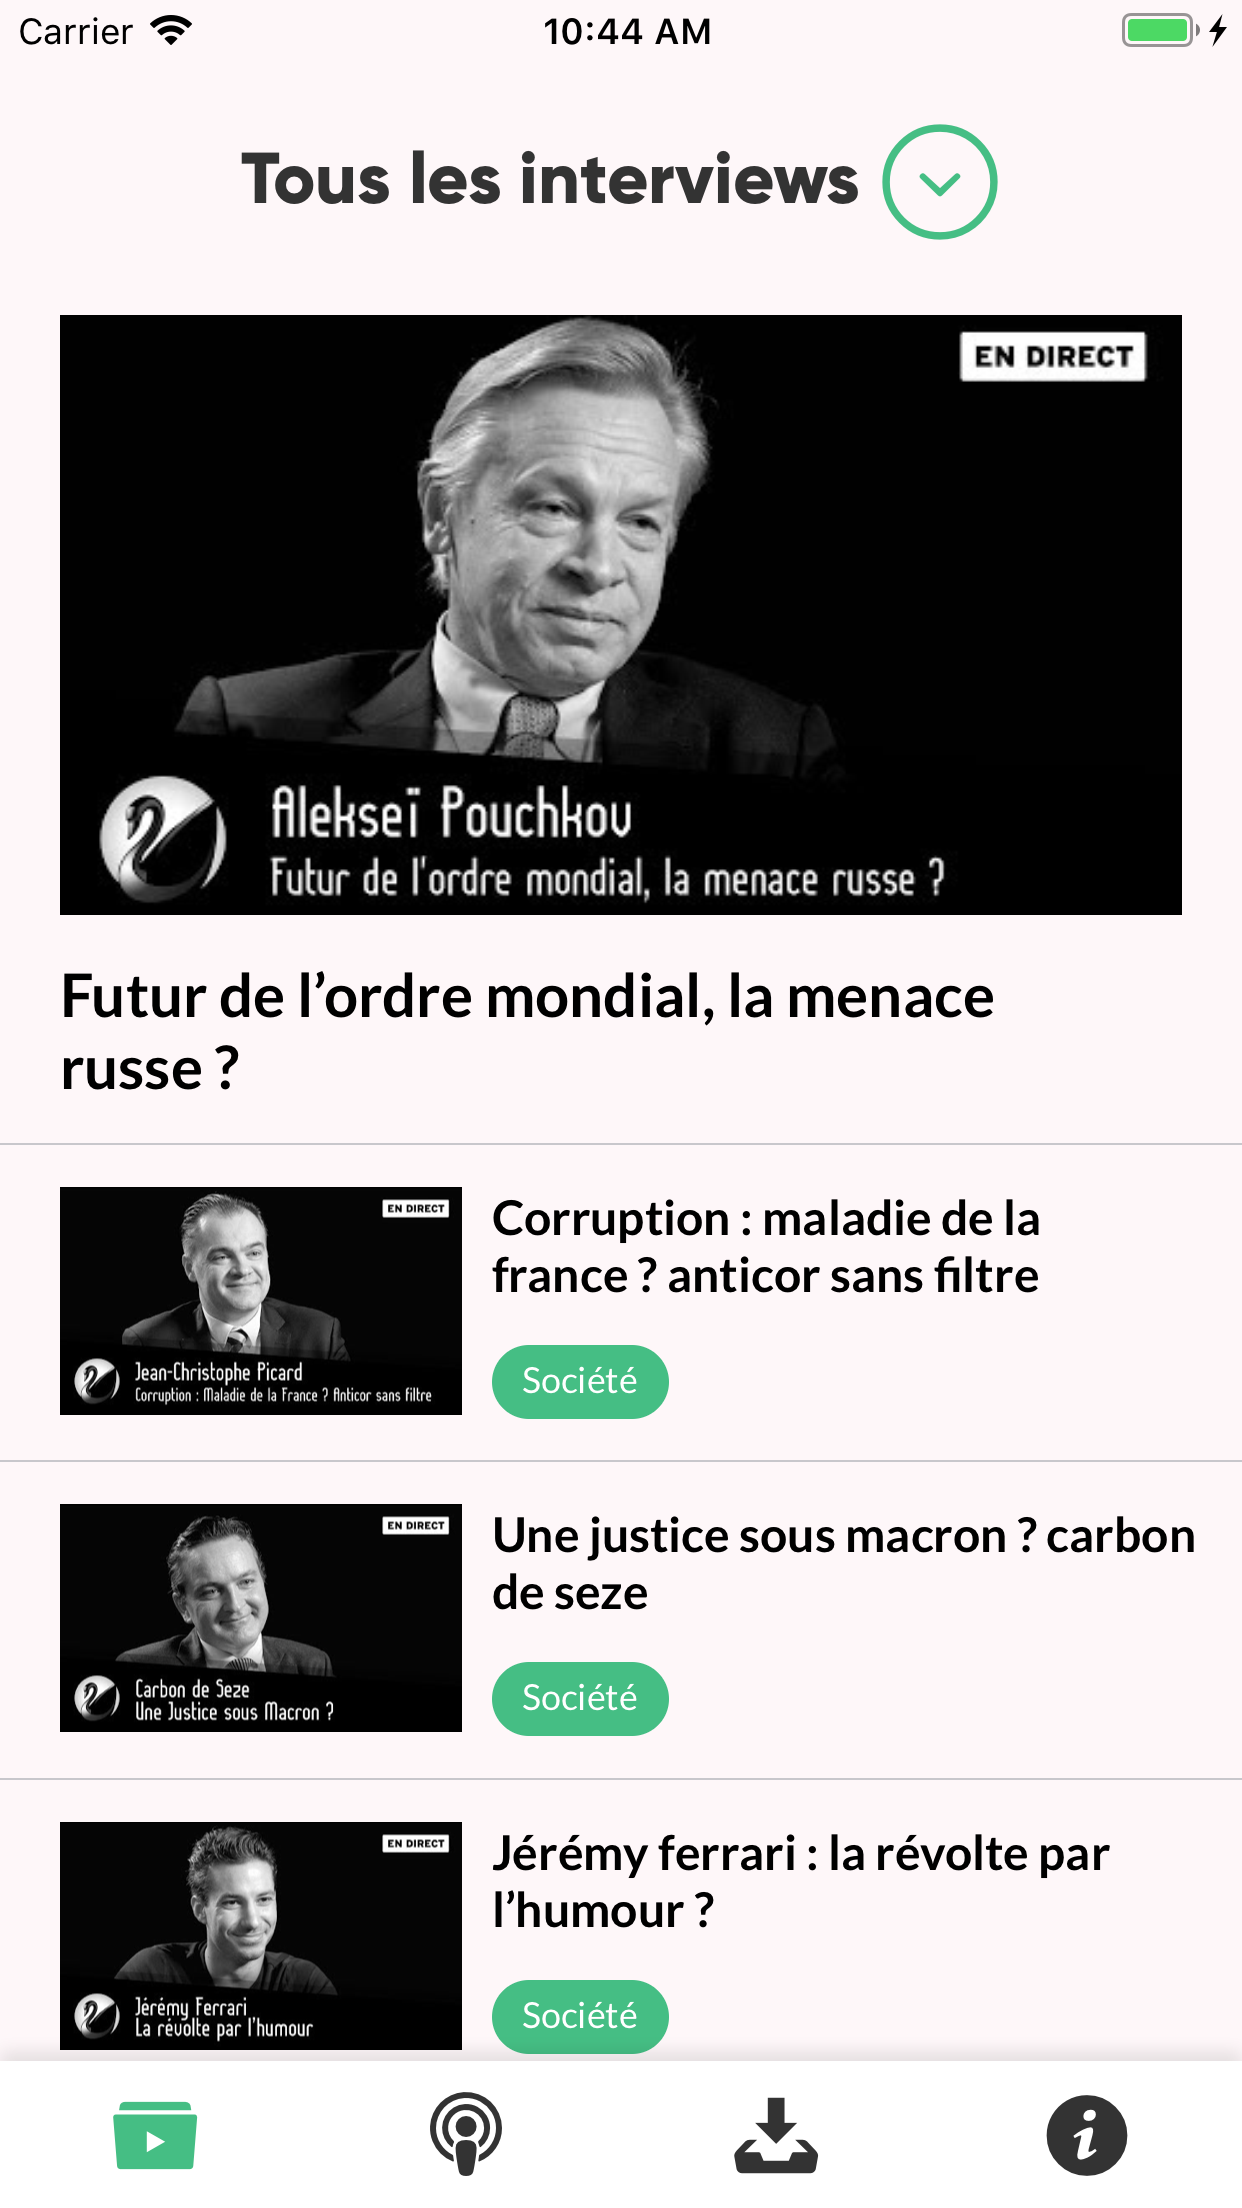 Carrier
10:44 AM
Tous les interviews
EN DIRECT
Alekseï Pouchkov
Futur de l'ordre mondial, la menace russe ?
Futur de l’ordre mondial, la menace
russe ?
EN DIRECT
Jean-Christophe Picard
Corruption : Maladie de la France ? Anticor sans filtre
Corruption : maladie de la
france ? anticor sans filtre
Société
EN DIRECT
Carbon de Seze
Une Justice sous Macron ?
Une justice sous macron ? carbon
de seze
Société
EN DIRECT
Jérémy Ferrari
La révolte par l'humour
Jérémy ferrari : la révolte par
l’humour ?
Société